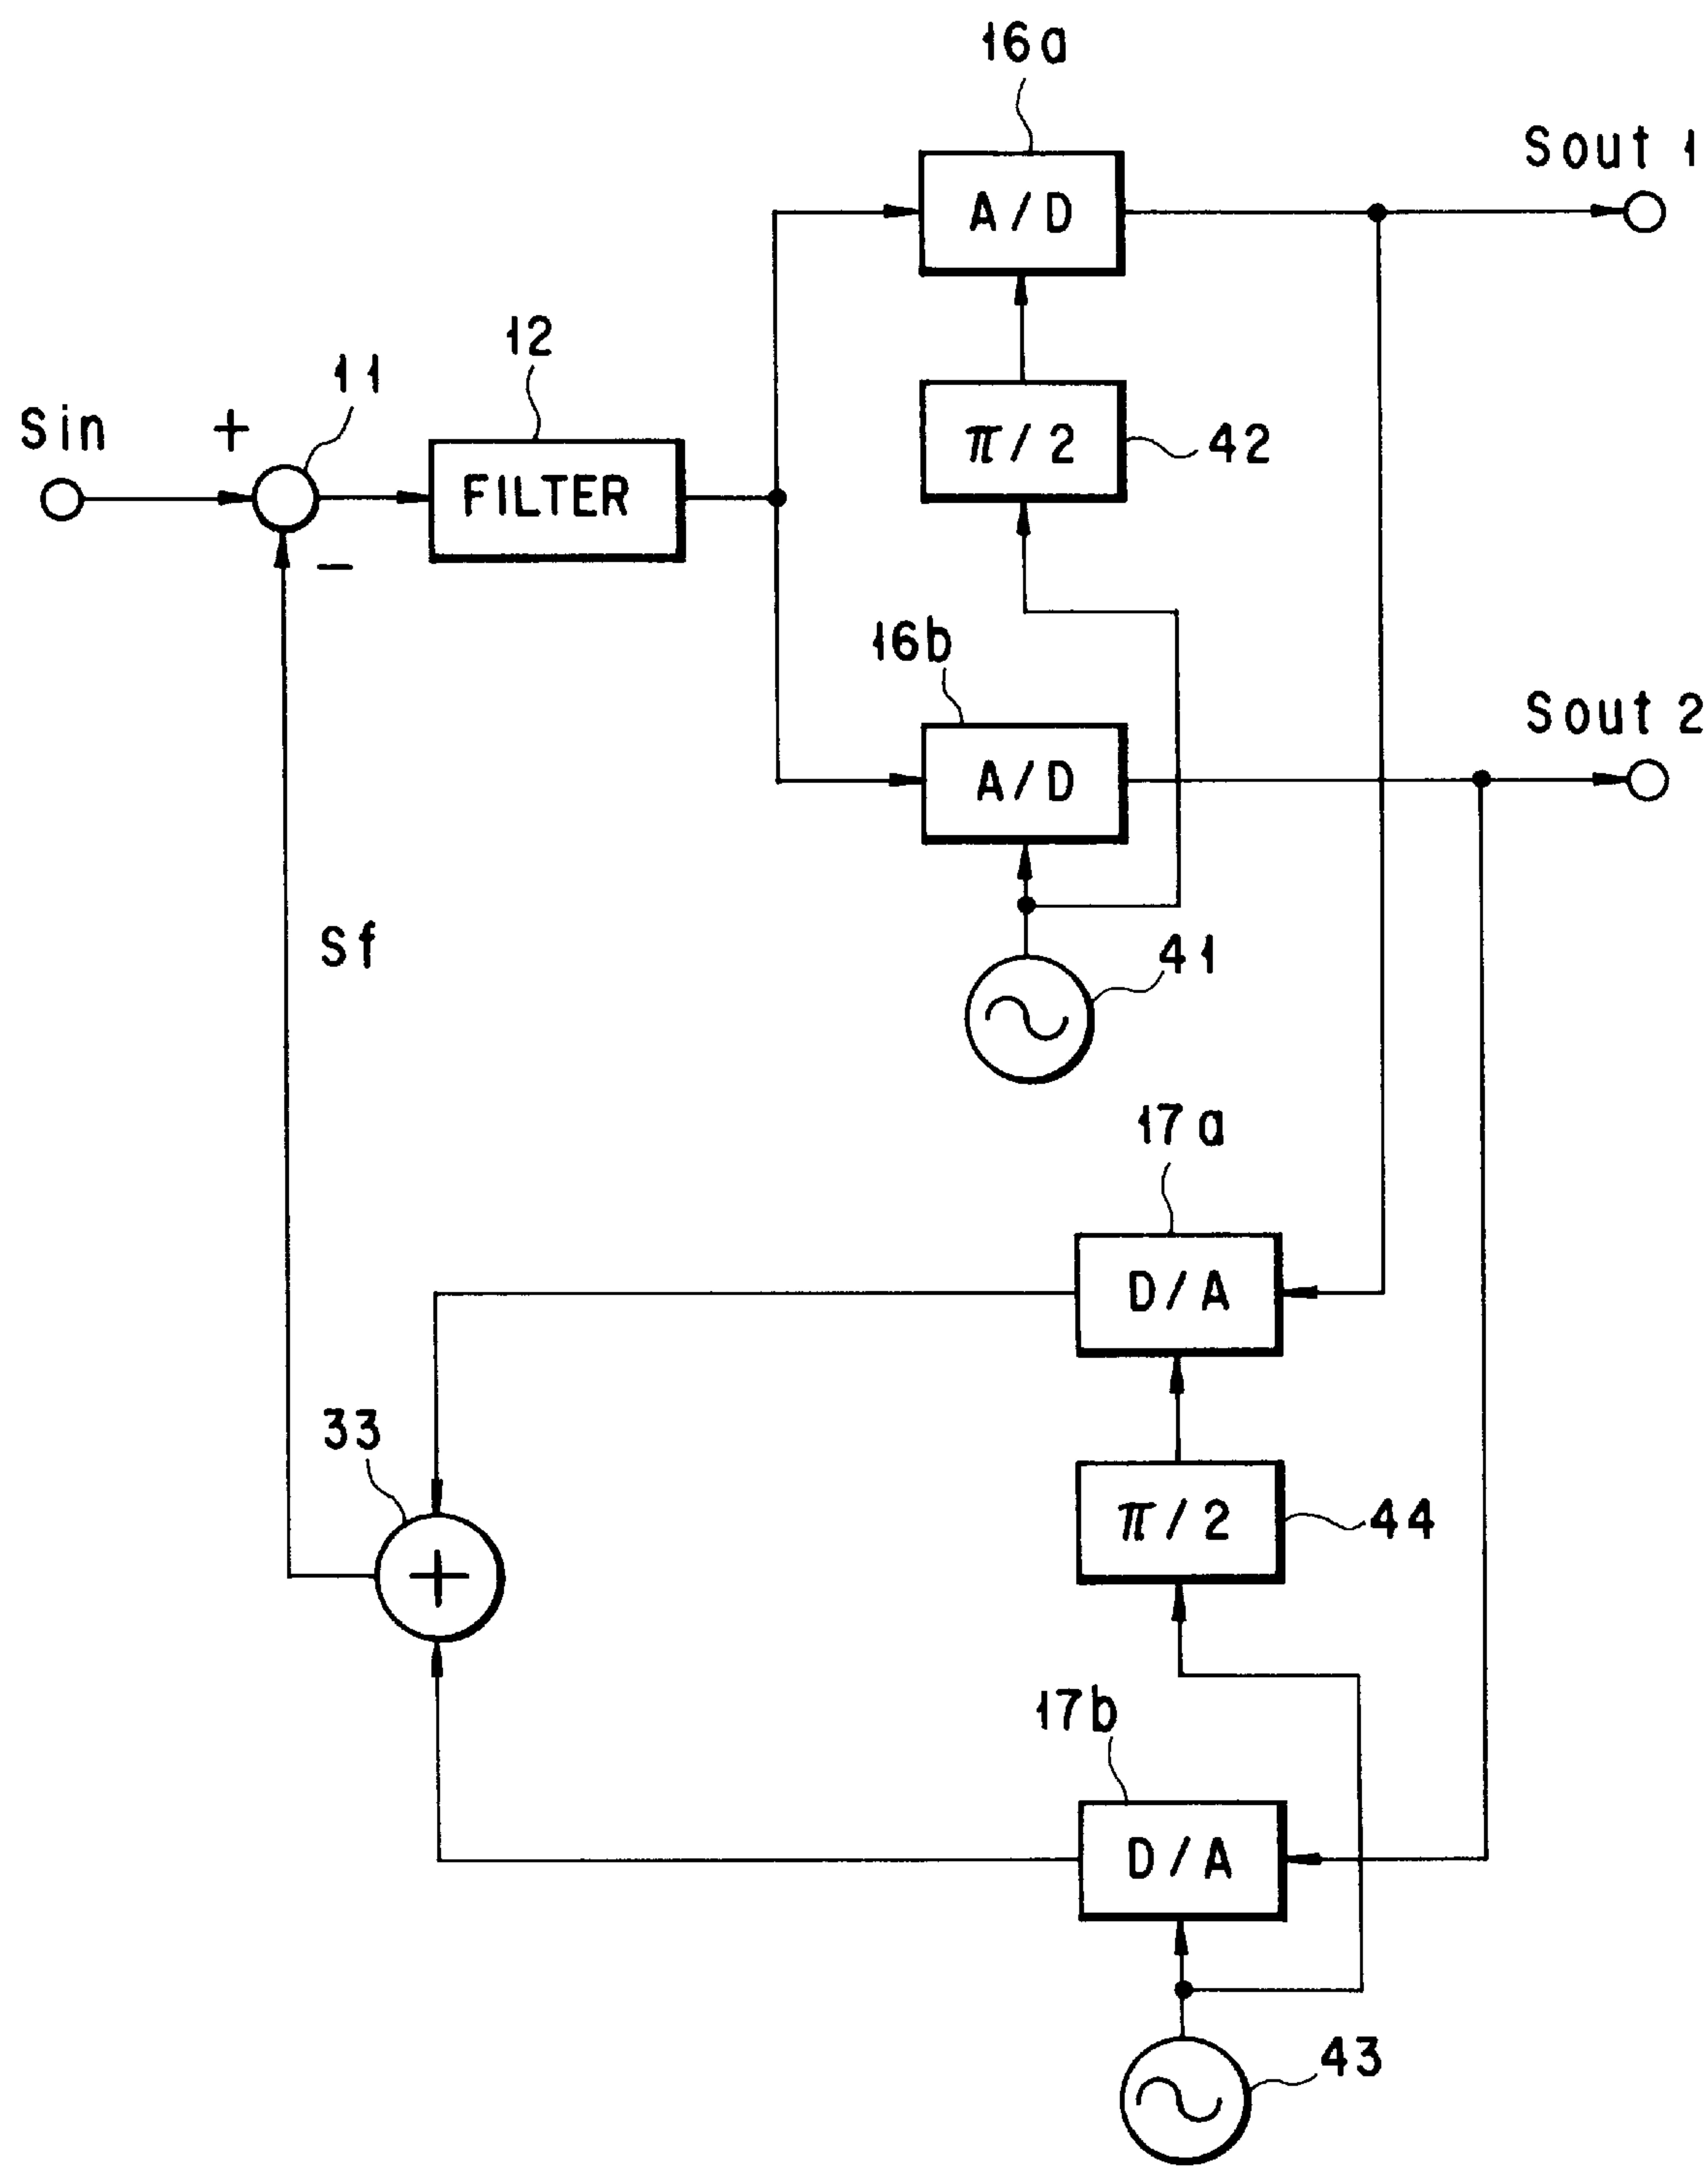 16a
Sout 1
A/D
12
11
Sin
+
π/2
42
FILTER
−
16b
Sout 2
A/D
Sf
41
17a
D/A
33
44
π/2
+
17b
D/A
43